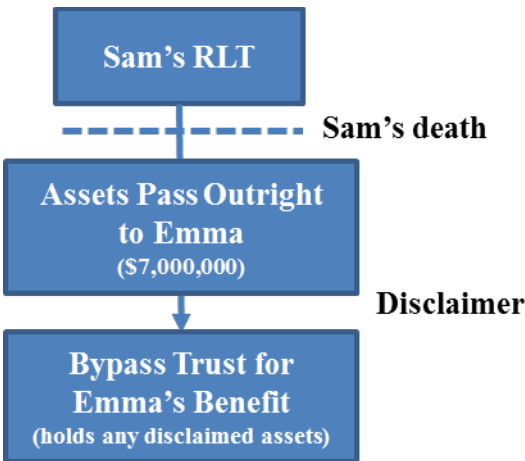 Sam’s RLT
Sam’s death
Assets Pass Outright
to Emma
($7,000,000)
Disclaimer
Bypass Trust for
Emma’s Benefit
(holds any disclaimed assets)